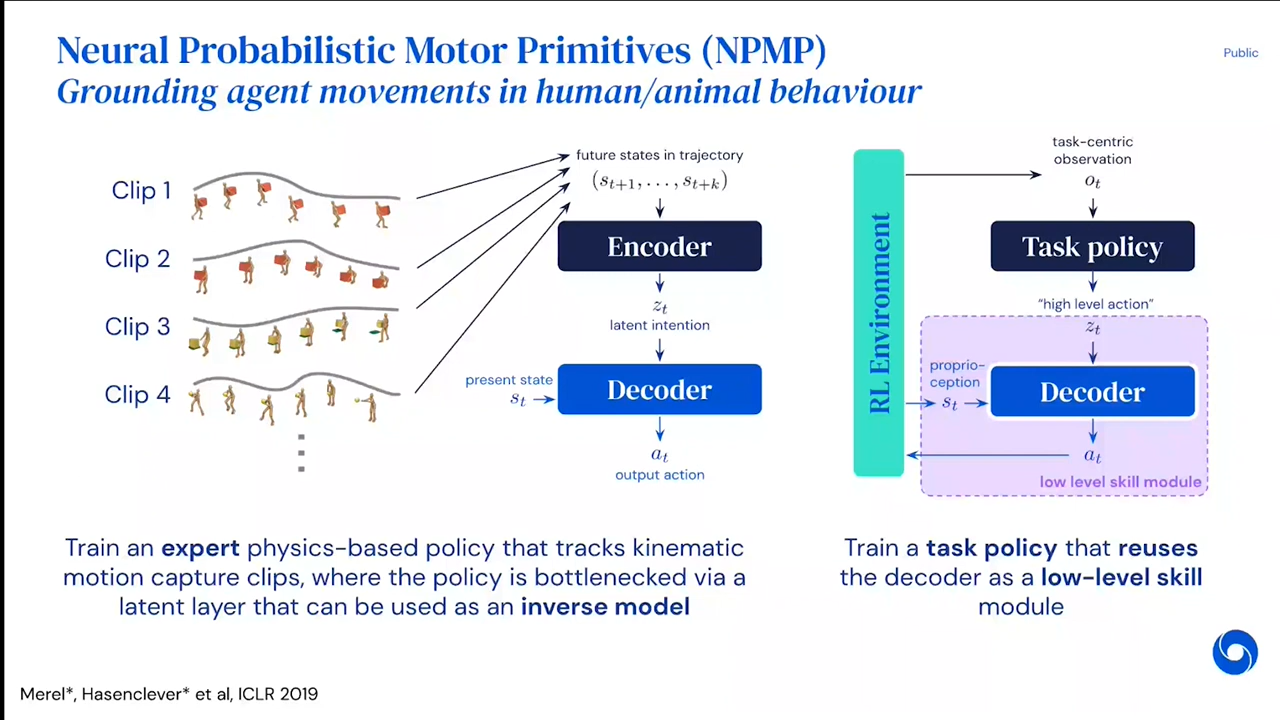 Neural Probabilistic Motor Primitives (NPMP)
Public
Grounding agent movements in human/animal behaviour
Clip 1
Clip 2
Clip 3
Clip 4
future states in trajectory
(s_{t+1}, . . . , s_{t+k})
Encoder
z_t
latent intention
present state
s_t
Decoder
a_t
output action
RL Environment
task-centric
observation
o_t
Task policy
“high level action”
z_t
proprio-
ception
s_t
Decoder
a_t
low level skill module
Train an expert physics-based policy that tracks kinematic
motion capture clips, where the policy is bottlenecked via a
latent layer that can be used as an inverse model
Train a task policy that reuses
the decoder as a low-level skill
module
Merel*, Hasenclever* et al, ICLR 2019